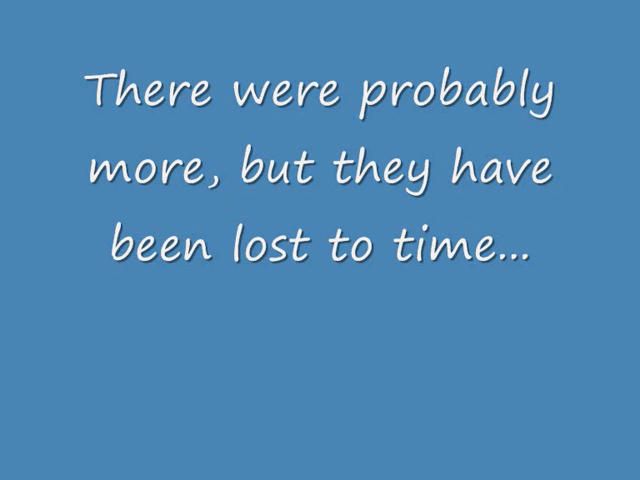 There were probably
more, but they have
been lost to time...